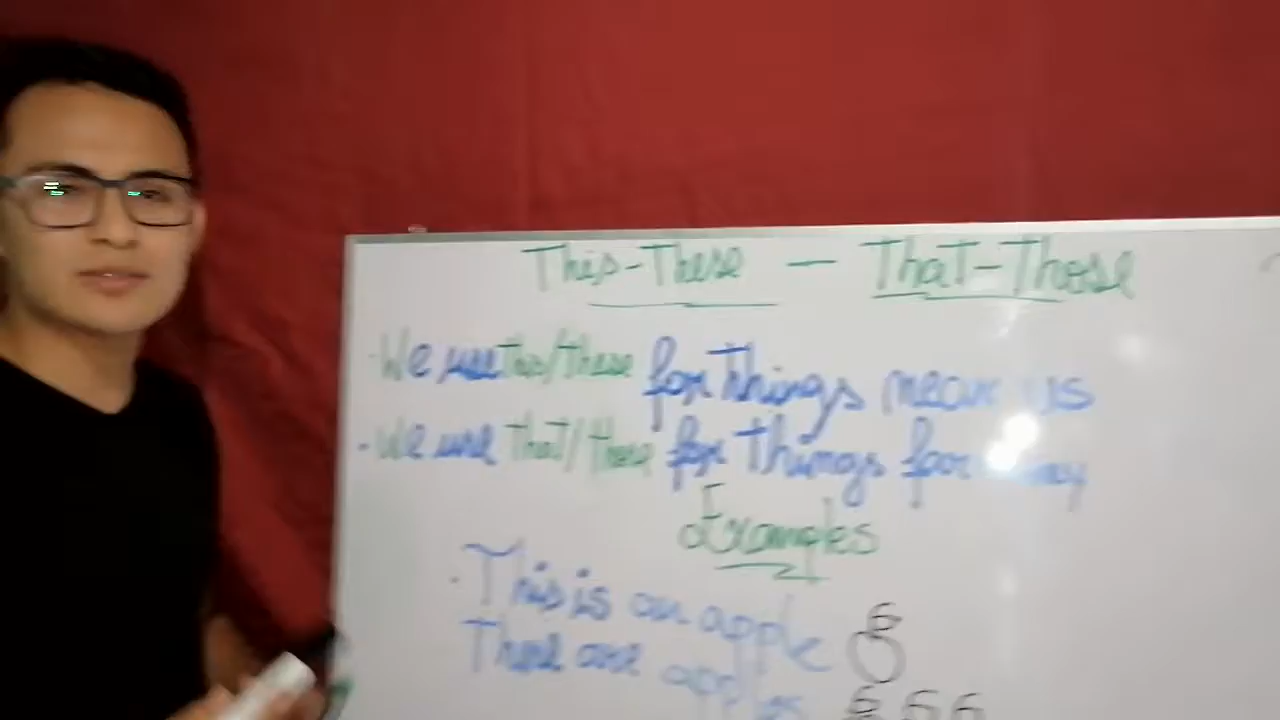 This-These — That-Those
·We use this/these for things near us
·We use that/those for things far away
Examples
·This is an apple
These are apples